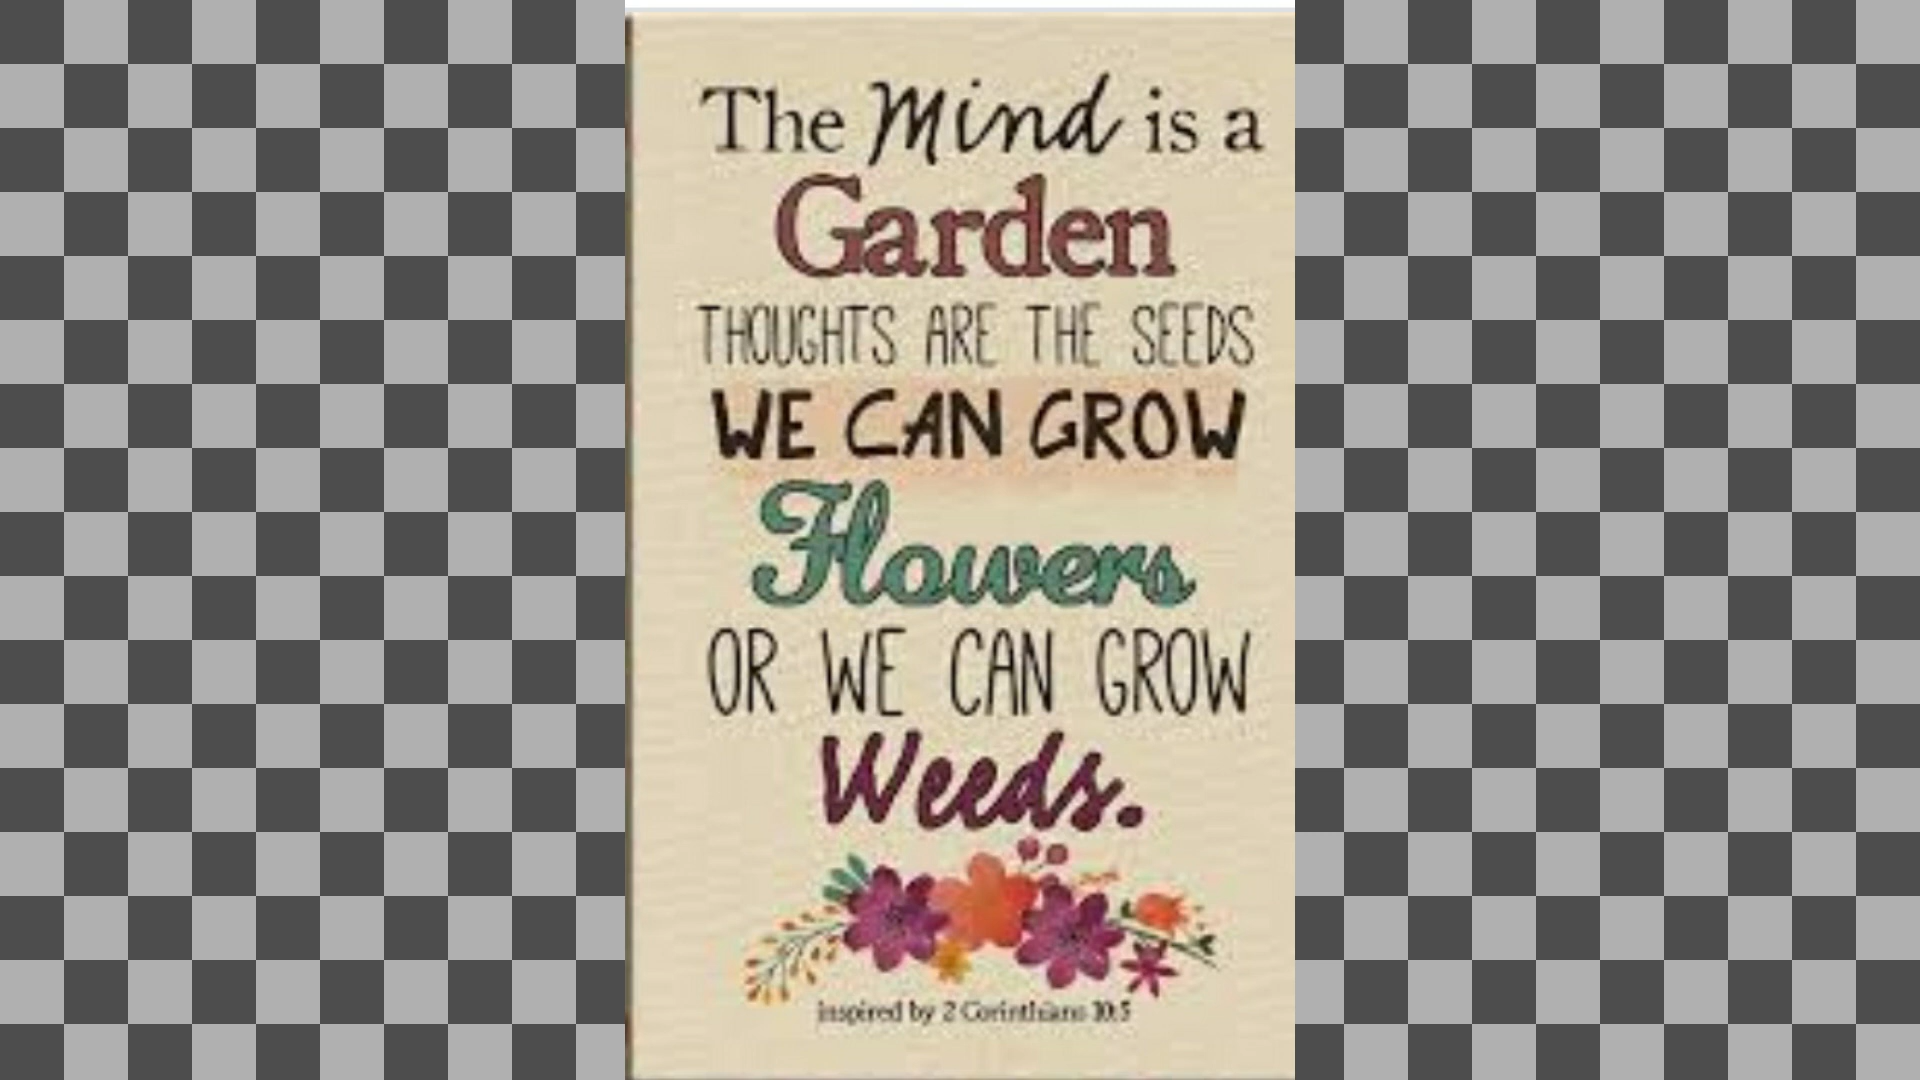 The Mind is a
Garden
THOUGHTS ARE THE SEEDS
WE CAN GROW
Flowers
OR WE CAN GROW
Weeds.
inspired by 2 Corinthians 10:5